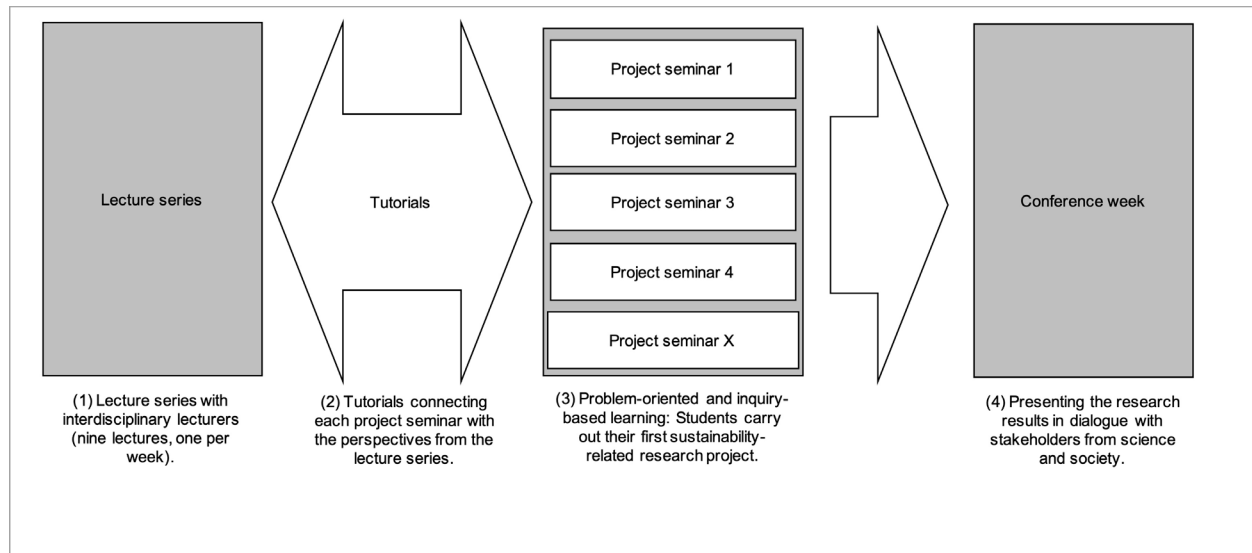 Lecture series
Tutorials
Project seminar 1
Project seminar 2
Project seminar 3
Project seminar 4
Project seminar X
Conference week
(1) Lecture series with
interdisciplinary lecturers
(nine lectures, one per
week).
(2) Tutorials connecting
each project seminar with
the perspectives from the
lecture series.
(3) Problem-oriented and inquiry-
based learning: Students carry
out their first sustainability-
related research project.
(4) Presenting the research
results in dialogue with
stakeholders from science
and society.